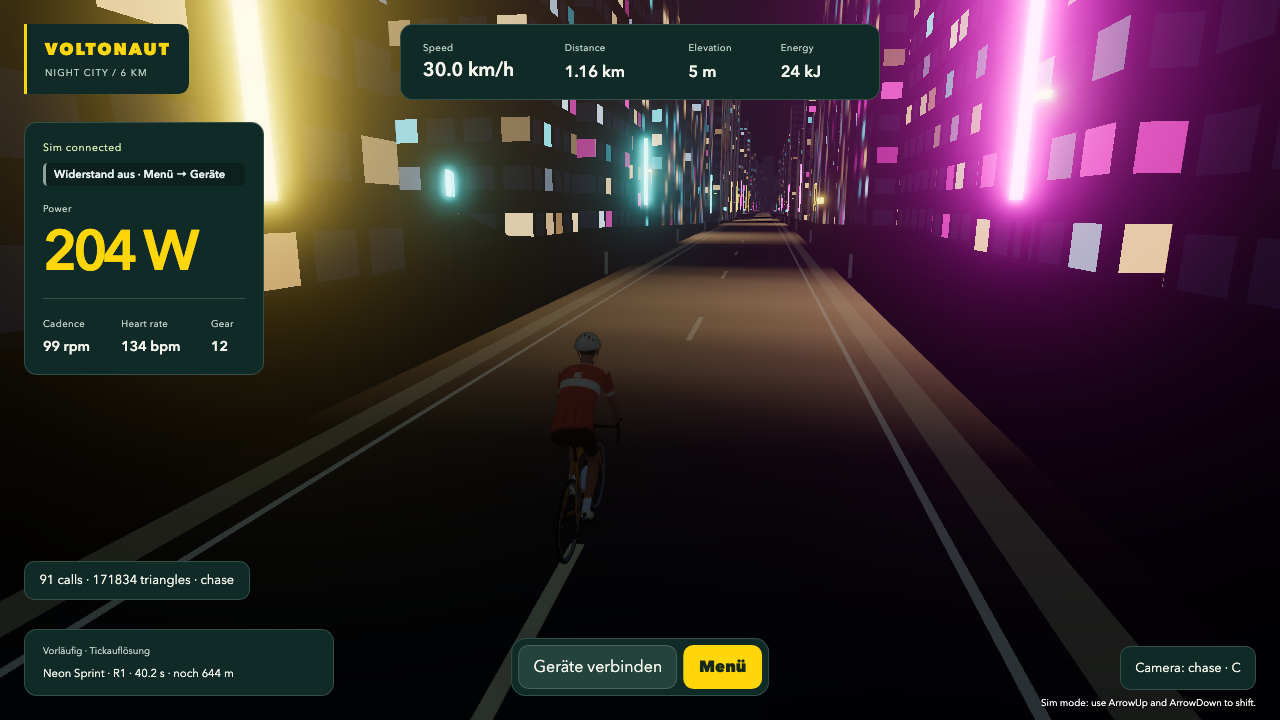 VOLTONAUT
NIGHT CITY / 6 KM
Speed
30.0 km/h
Distance
1.16 km
Elevation
5 m
Energy
24 kJ
Sim connected
Widerstand aus · Menü → Geräte
Power
204 W
Cadence
99 rpm
Heart rate
134 bpm
Gear
12
91 calls · 171834 triangles · chase
Vorläufig · Tickauflösung
Neon Sprint · R1 · 40.2 s · noch 644 m
Geräte verbinden
Menü
Camera: chase · C
Sim mode: use ArrowUp and ArrowDown to shift.